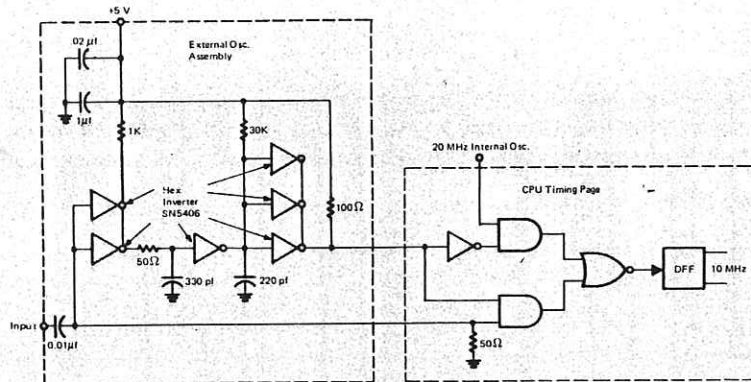 +5 V
.02 µf
External Osc.
Assembly
1µf
1K
30K
20 MHz Internal Osc.
CPU Timing Page
Hex
Inverter
SN5406
100Ω
50Ω
330 pf
220 pf
DFF
10 MHz
Input
0.01µf
50Ω